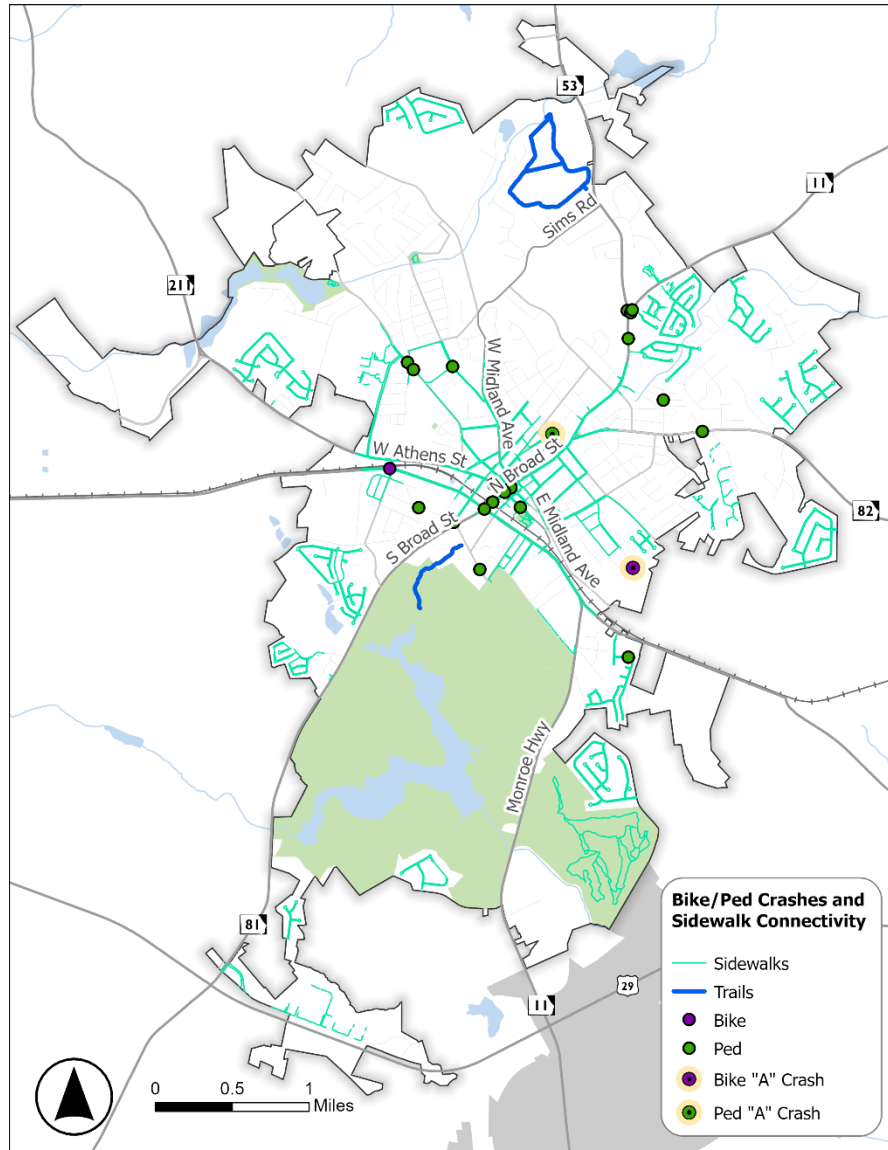 53
11
Sims Rd
211
W Midland Ave
W Athens St
N Broad St
82
S Broad St
E Midland Ave
Monroe Hwy
81
29
11
0 0.5 1
Miles
Bike/Ped Crashes and
Sidewalk Connectivity
Sidewalks
Trails
Bike
Ped
Bike "A" Crash
Ped "A" Crash